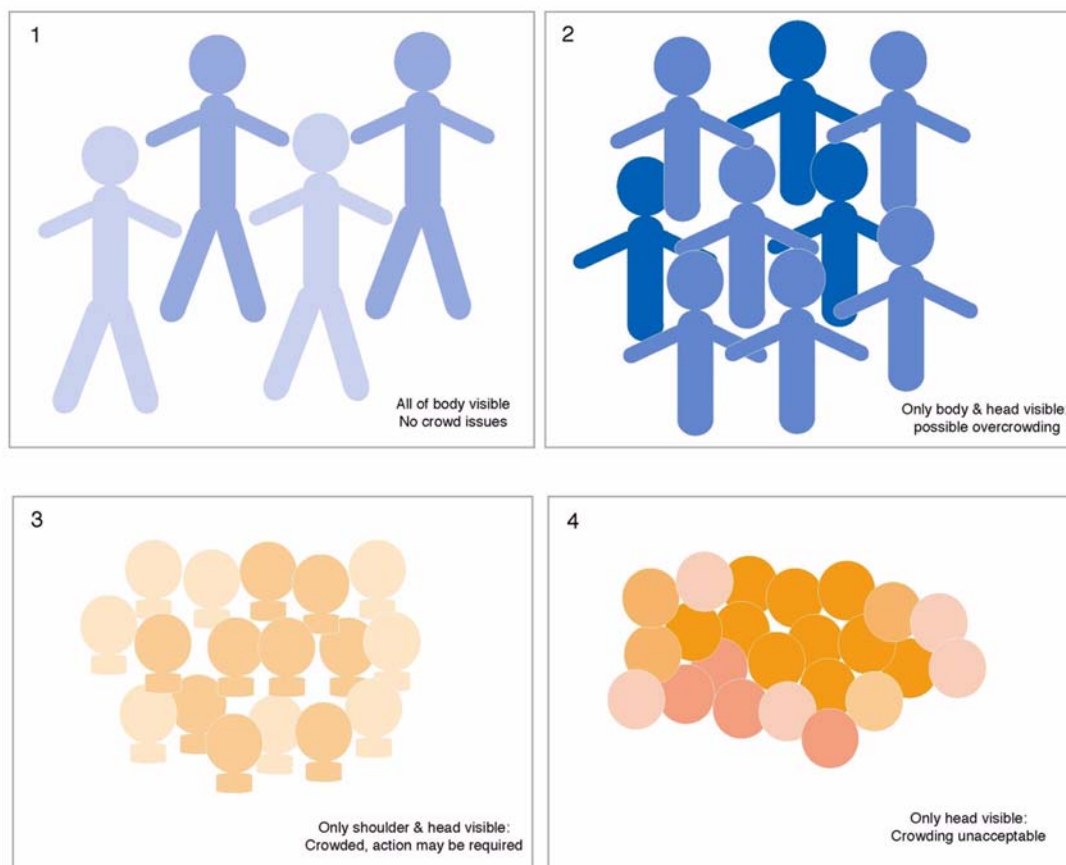 1
All of body visible
No crowd issues
2
Only body & head visible:
possible overcrowding
3
Only shoulder & head visible:
Crowded, action may be required
4
Only head visible:
Crowding unacceptable